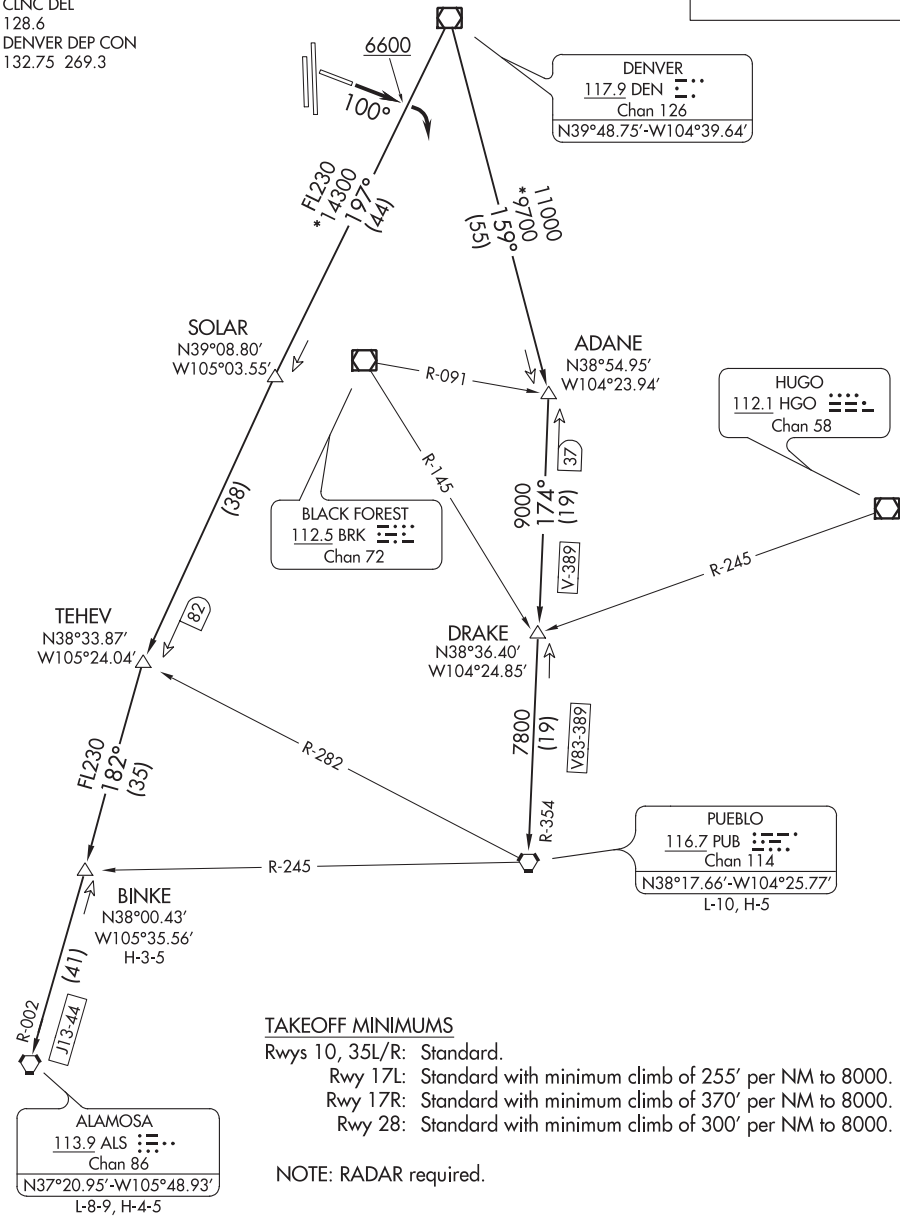 CLNC DEL
128.6
DENVER DEP CON
132.75 269.3
6600
100°
DENVER
117.9 DEN
Chan 126
N39°48.75'-W104°39.64'
FL230
*14300
197°
(44)
11000
*9700
159°
(55)
SOLAR
N39°08.80'
W105°03.55'
ADANE
N38°54.95'
W104°23.94'
R-091
R-145
HUGO
112.1 HGO
Chan 58
37
9000
174°
(19)
V-389
(38)
BLACK FOREST
112.5 BRK
Chan 72
R-245
82
TEHEV
N38°33.87'
W105°24.04'
DRAKE
N38°36.40'
W104°24.85'
7800
(19)
V83-389
R-282
FL230
182°
(35)
R-354
PUEBLO
116.7 PUB
Chan 114
N38°17.66'-W104°25.77'
L-10, H-5
R-245
BINKE
N38°00.43'
W105°35.56'
H-3-5
(41)
R-002
J13-44
ALAMOSA
113.9 ALS
Chan 86
N37°20.95'-W105°48.93'
L-8-9, H-4-5
TAKEOFF MINIMUMS
Rwys 10, 35L/R: Standard.
Rwy 17L: Standard with minimum climb of 255' per NM to 8000.
Rwy 17R: Standard with minimum climb of 370' per NM to 8000.
Rwy 28: Standard with minimum climb of 300' per NM to 8000.
NOTE: RADAR required.